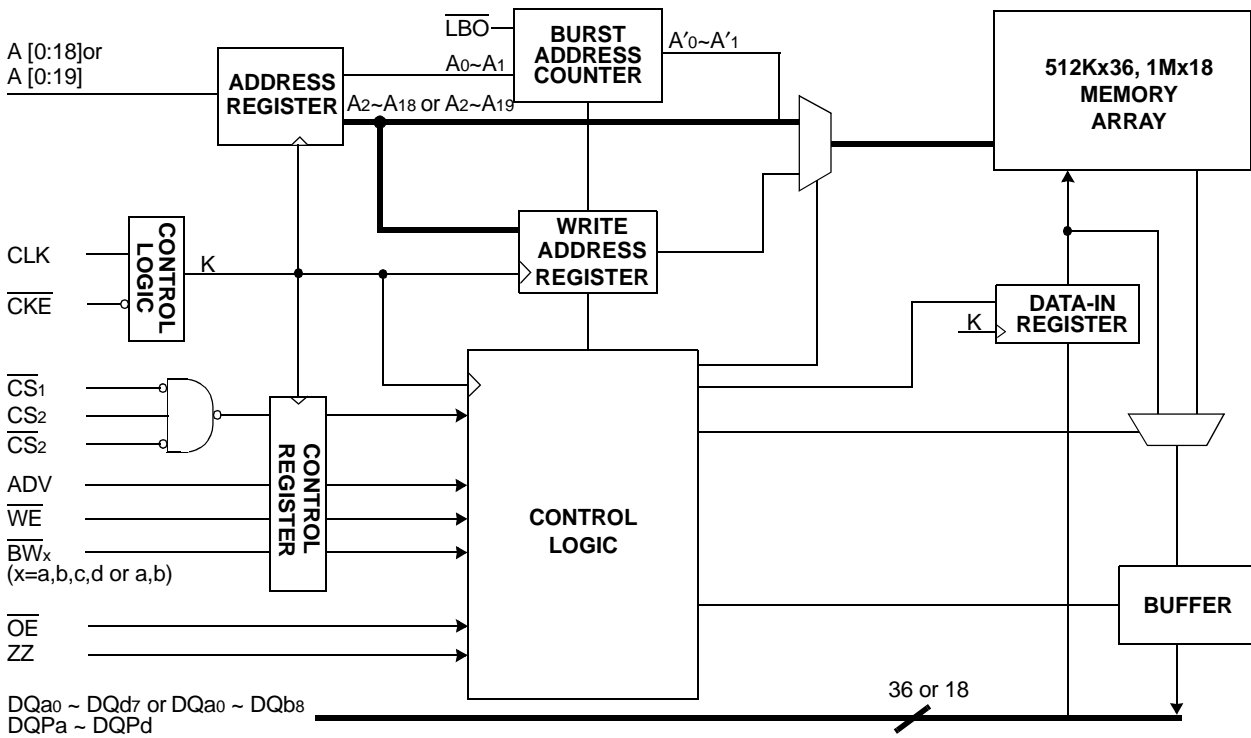 A [0:18]or
A [0:19]
ADDRESS
REGISTER
LBO
BURST
ADDRESS
COUNTER
A0~A1
A′0~A′1
A2~A18 or A2~A19
512Kx36, 1Mx18
MEMORY
ARRAY
CLK
CKE
CONTROL
LOGIC
K
WRITE
ADDRESS
REGISTER
K
DATA-IN
REGISTER
CS1
CS2
CS2
ADV
WE
BWx
(x=a,b,c,d or a,b)
CONTROL
REGISTER
CONTROL
LOGIC
BUFFER
OE
ZZ
DQa0 ~ DQd7 or DQa0 ~ DQb8
DQPa ~ DQPd
36 or 18